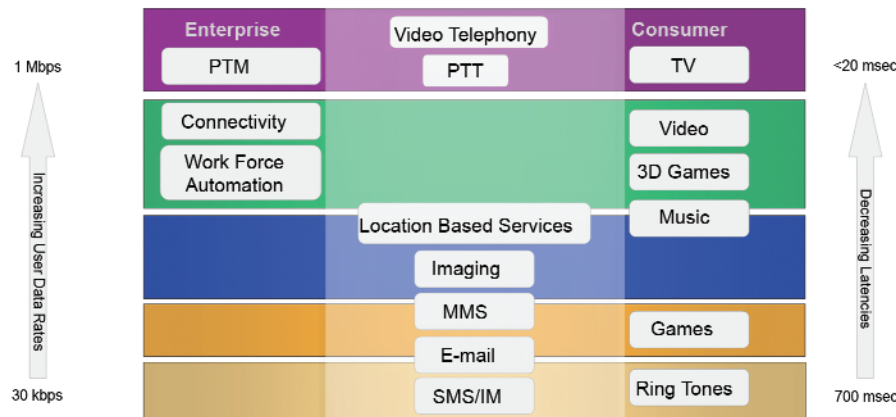 Enterprise
Video Telephony
Consumer
1 Mbps
PTM
PTT
TV
<20 msec
Connectivity
Video
Work Force
Automation
3D Games
Location Based Services
Music
Imaging
MMS
Games
E-mail
SMS/IM
Ring Tones
30 kbps
700 msec
Increasing User Data Rates
Decreasing Latencies